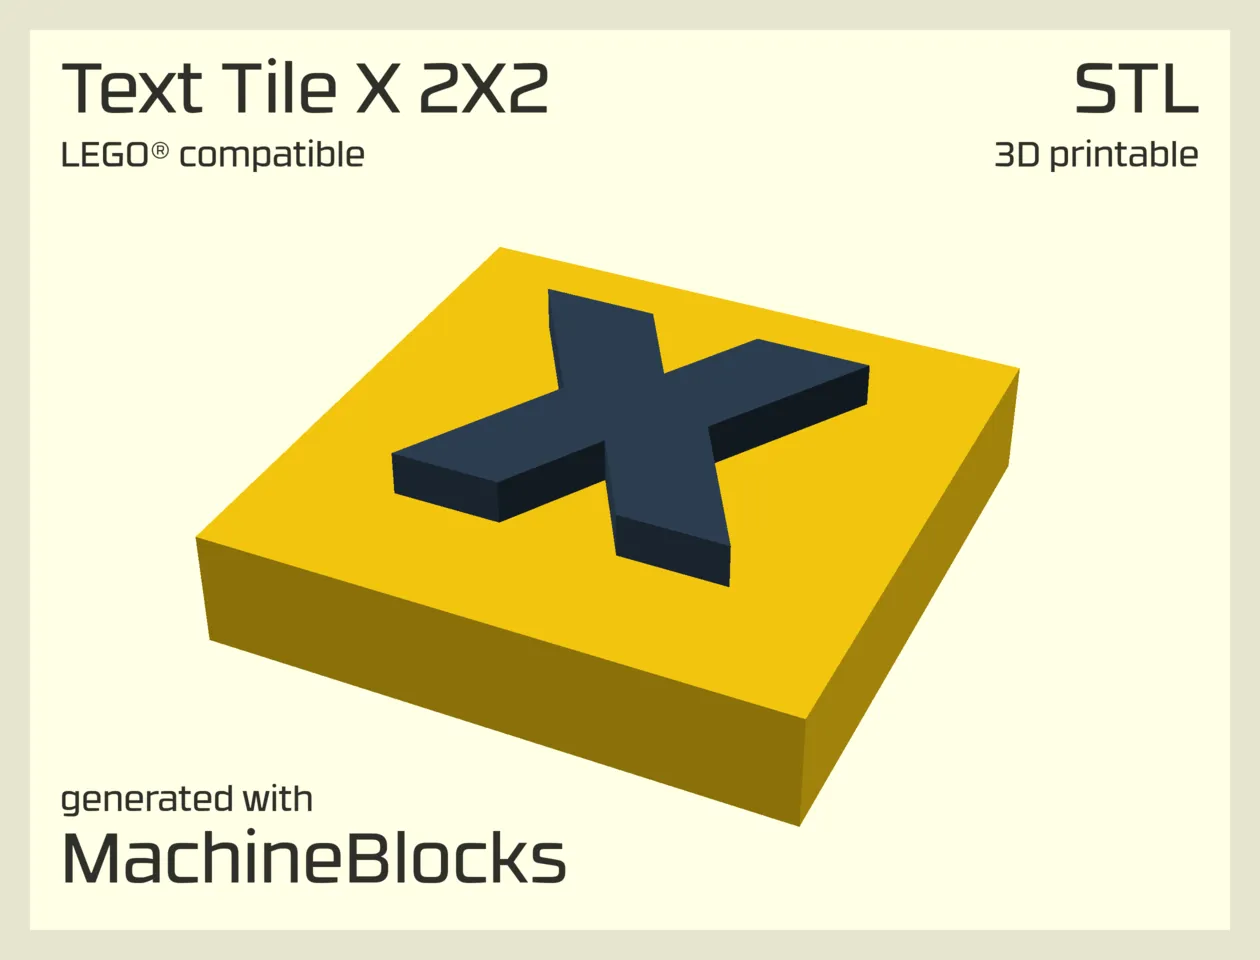 Text Tile X 2X2
LEGO® compatible
STL
3D printable
X
generated with
MachineBlocks